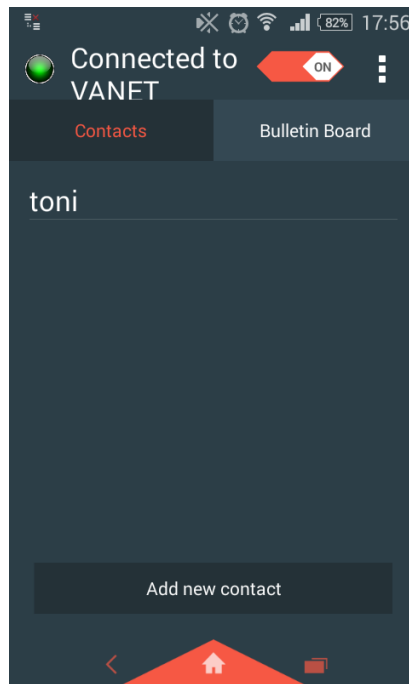 82% 17:56
Connected to
VANET
ON
Contacts
Bulletin Board
toni
Add new contact